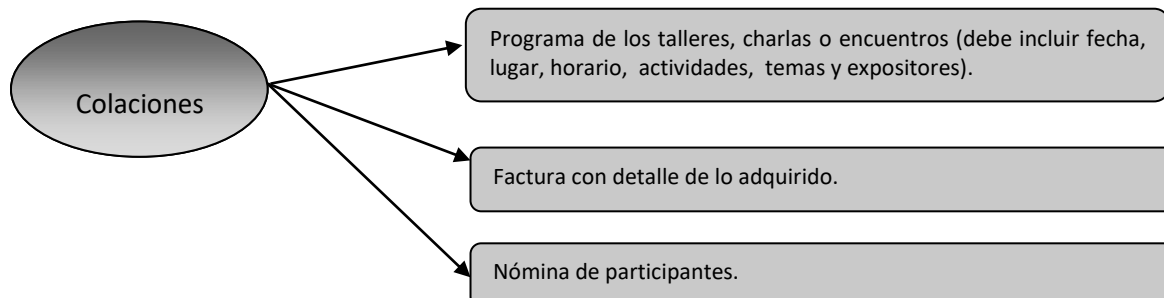 Colaciones
Programa de los talleres, charlas o encuentros (debe incluir fecha,
lugar, horario, actividades, temas y expositores).
Factura con detalle de lo adquirido.
Nómina de participantes.